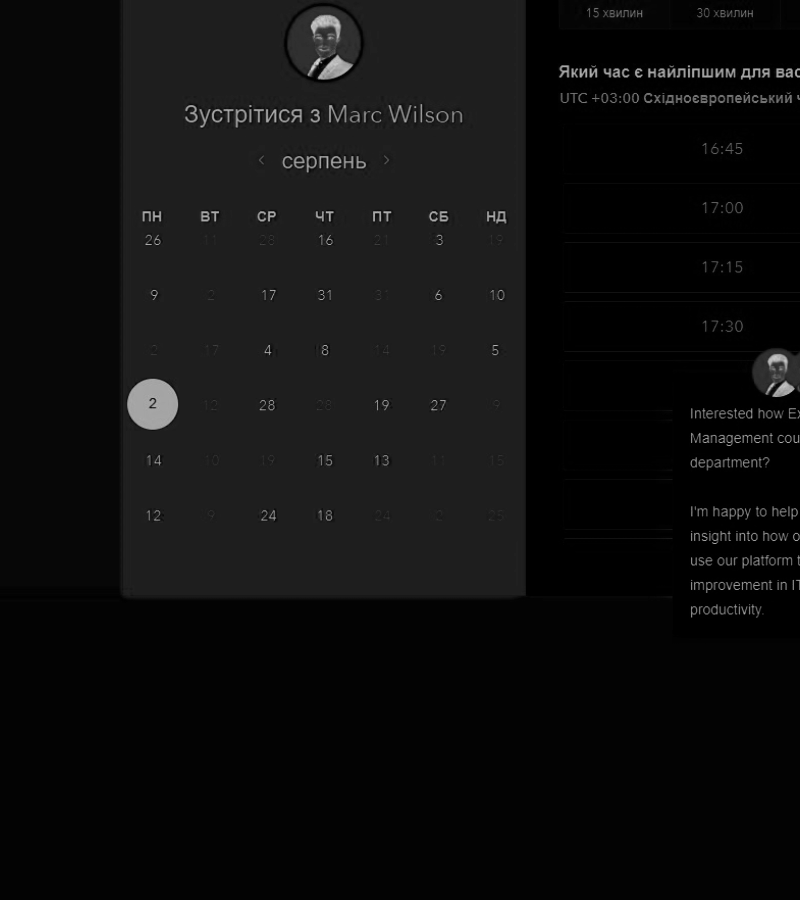 Зустрітися з Marc Wilson
‹ серпень ›
ПН ВТ СР ЧТ ПТ СБ НД
26 11 28 16 21 3 19
9 2 17 31 31 6 10
2 17 4 8 14 19 5
2 12 28 28 19 27 9
14 10 19 15 13 11 15
12 9 24 18 24 2 25
15 хвилин 30 хвилин
Який час є найліпшим для вас
UTC +03:00 Східноєвропейський ч
16:45
17:00
17:15
17:30
Interested how Ex
Management cou
department?
I'm happy to help
insight into how o
use our platform t
improvement in IT
productivity.